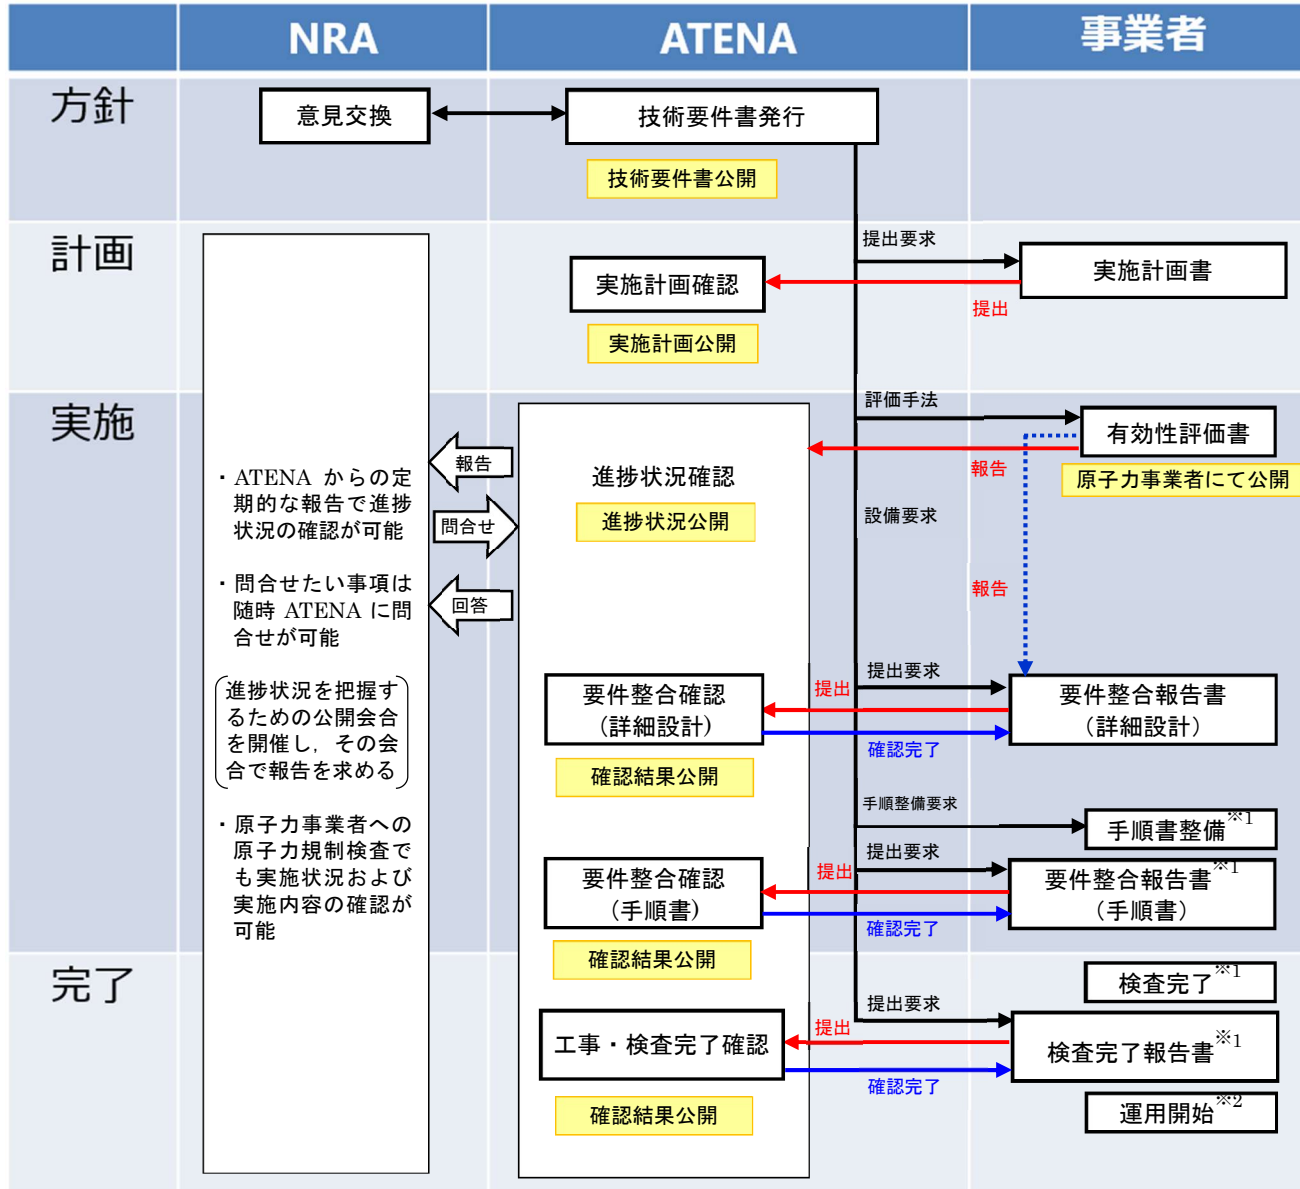 NRA
ATENA
事業者
方針
意見交換
技術要件書発行
技術要件書公開
計画
提出要求
実施計画確認
実施計画書
提出
実施計画公開
実施
評価手法
有効性評価書
報告
原子力事業者にて公開
報告
進捗状況確認
進捗状況公開
設備要求
問合せ
回答
報告
・ATENA からの定
期的な報告で進捗
状況の確認が可能
・問合せたい事項は
随時 ATENA に問
合せが可能
進捗状況を把握す
るための公開会合
を開催し，その会
合で報告を求める
・原子力事業者への
原子力規制検査で
も実施状況および
実施内容の確認が
可能
提出要求
提出
要件整合確認
（詳細設計）
要件整合報告書
（詳細設計）
確認完了
確認結果公開
手順整備要求
手順書整備※1
提出要求
提出
要件整合確認
（手順書）
要件整合報告書※1
（手順書）
確認完了
確認結果公開
完了
検査完了※1
提出要求
提出
工事・検査完了確認
検査完了報告書※1
確認完了
確認結果公開
運用開始※2